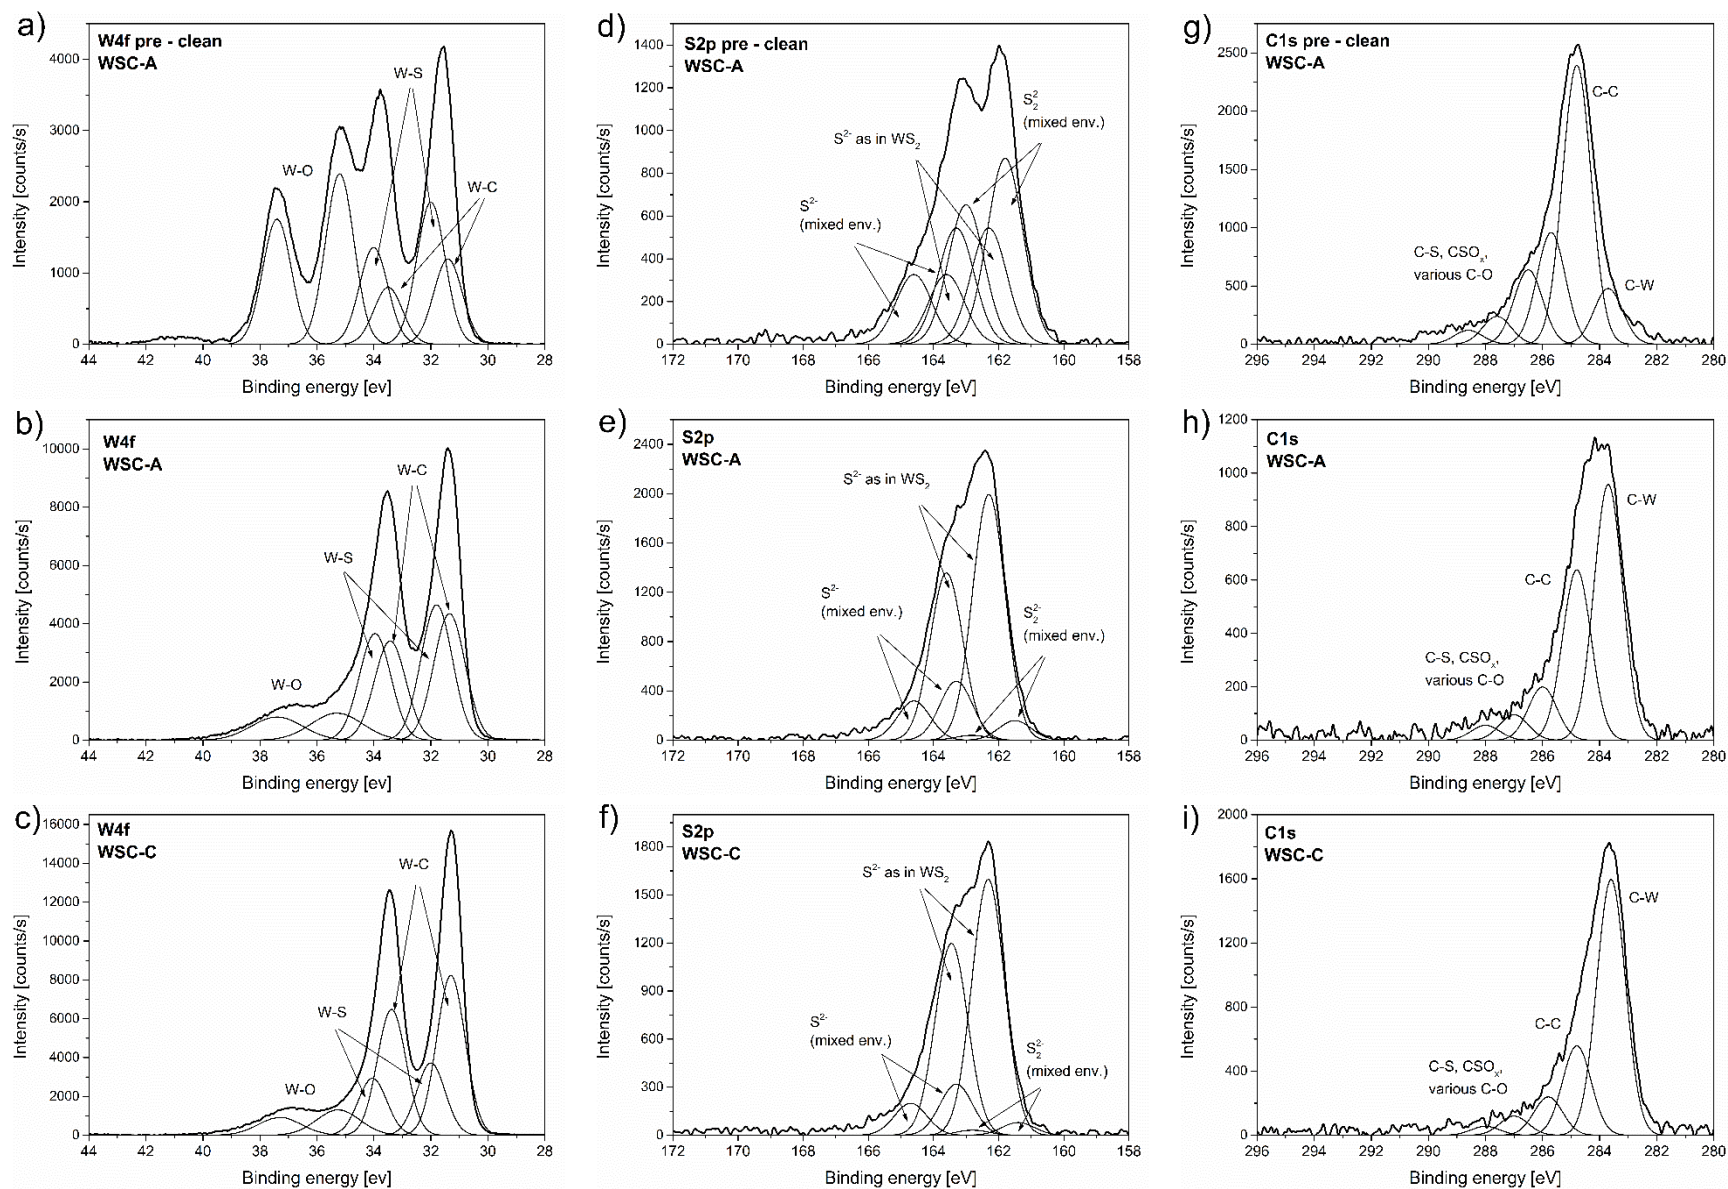 a)
W4f pre - clean
WSC-A
W-S
W-O
W-C
4000
3000
2000
1000
0
Intensity [counts/s]
44 42 40 38 36 34 32 30 28
Binding energy [ev]
d)
S2p pre - clean
WSC-A
S²₂
(mixed env.)
S²⁻ as in WS₂
S²⁻
(mixed env.)
1400
1200
1000
800
600
400
200
0
Intensity [counts/s]
172 170 168 166 164 162 160 158
Binding energy [eV]
g)
C1s pre - clean
WSC-A
C-C
C-S, CSOₓ,
various C-O
C-W
2500
2000
1500
1000
500
0
Intensity [counts/s]
296 294 292 290 288 286 284 282 280
Binding energy [eV]
b)
W4f
WSC-A
W-C
W-S
W-O
10000
8000
6000
4000
2000
0
Intensity [counts/s]
44 42 40 38 36 34 32 30 28
Binding energy [ev]
e)
S2p
WSC-A
S²⁻ as in WS₂
S²⁻
(mixed env.)
S₂²⁻
(mixed env.)
2400
2000
1600
1200
800
400
0
Intensity [counts/s]
172 170 168 166 164 162 160 158
Binding energy [eV]
h)
C1s
WSC-A
C-W
C-C
C-S, CSOₓ,
various C-O
1200
1000
800
600
400
200
0
Intensity [counts/s]
296 294 292 290 288 286 284 282 280
Binding energy [eV]
c)
W4f
WSC-C
W-C
W-S
W-O
16000
14000
12000
10000
8000
6000
4000
2000
0
Intensity [counts/s]
44 42 40 38 36 34 32 30 28
Binding energy [ev]
f)
S2p
WSC-C
S²⁻ as in WS₂
S²⁻
(mixed env.)
S₂²⁻
(mixed env.)
1800
1500
1200
900
600
300
0
Intensity [counts/s]
172 170 168 166 164 162 160 158
Binding energy [eV]
i)
C1s
WSC-C
C-W
C-C
C-S, CSOₓ,
various C-O
2000
1600
1200
800
400
0
Intensity [counts/s]
296 294 292 290 288 286 284 282 280
Binding energy [eV]